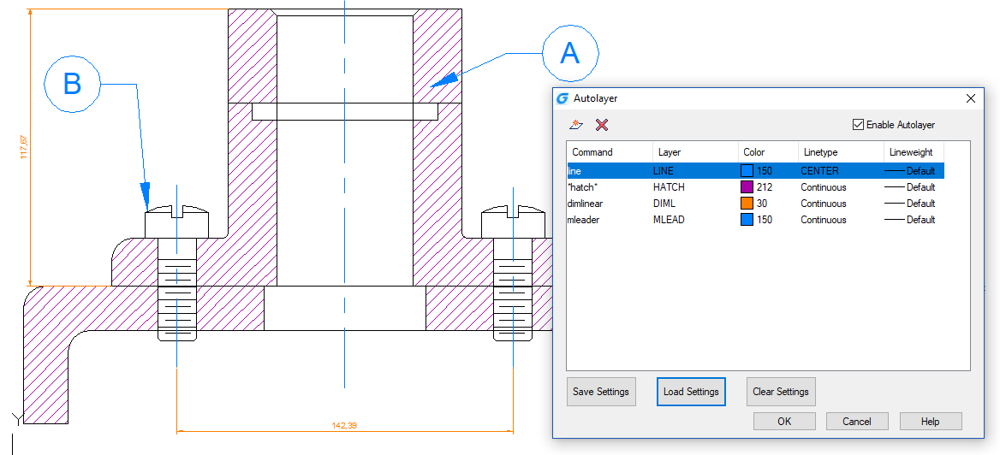 A
B
117,67
142,39
Autolayer
Enable Autolayer
Command Layer Color Linetype Lineweight
line LINE 150 CENTER Default
*hatch* HATCH 212 Continuous Default
dimlinear DIML 30 Continuous Default
mleader MLEAD 150 Continuous Default
Save Settings Load Settings Clear Settings
OK Cancel Help
Y